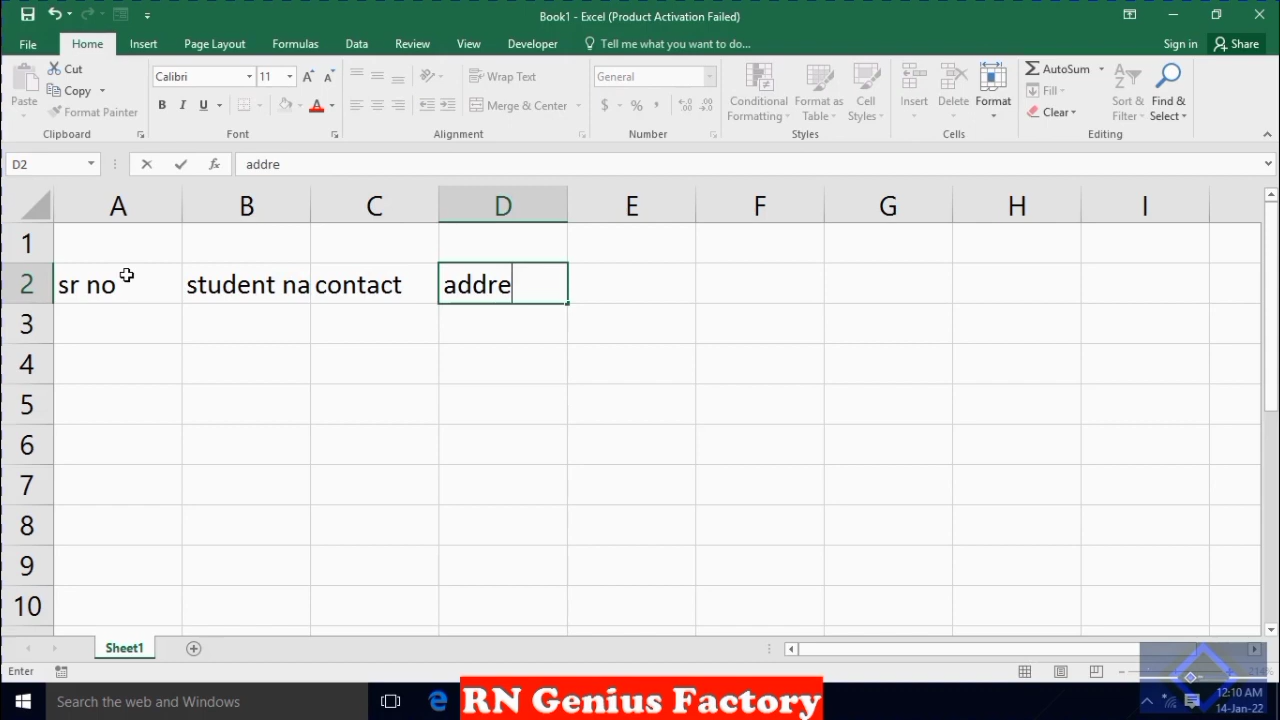 Book1 - Excel (Product Activation Failed)
File Home Insert Page Layout Formulas Data Review View Developer Tell me what you want to do... Sign in Share
Cut
Copy
Format Painter
Paste
Clipboard
Calibri 11
B I U A
Font
Wrap Text
Merge & Center
Alignment
General
$ % ,
Number
Conditional Formatting
Format as Table
Cell Styles
Styles
Insert Delete Format
Cells
AutoSum
Fill
Clear
Sort & Filter
Find & Select
Editing
D2 fx addre
A B C D E F G H I
1
2 sr no student na contact addre
3
4
5
6
7
8
9
10
Sheet1
Enter
Search the web and Windows
RN Genius Factory
12:10 AM
14-Jan-22